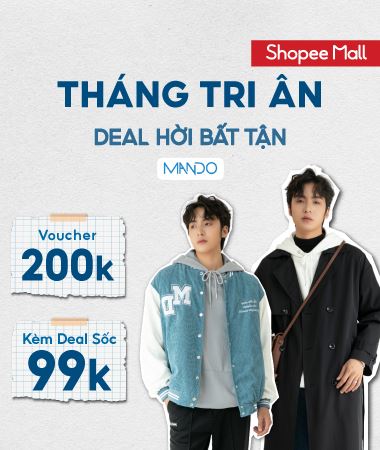 Shopee Mall
THÁNG TRI ÂN
DEAL HỜI BẤT TẬN
MANDO
Voucher
200k
Kèm Deal Sốc
99k